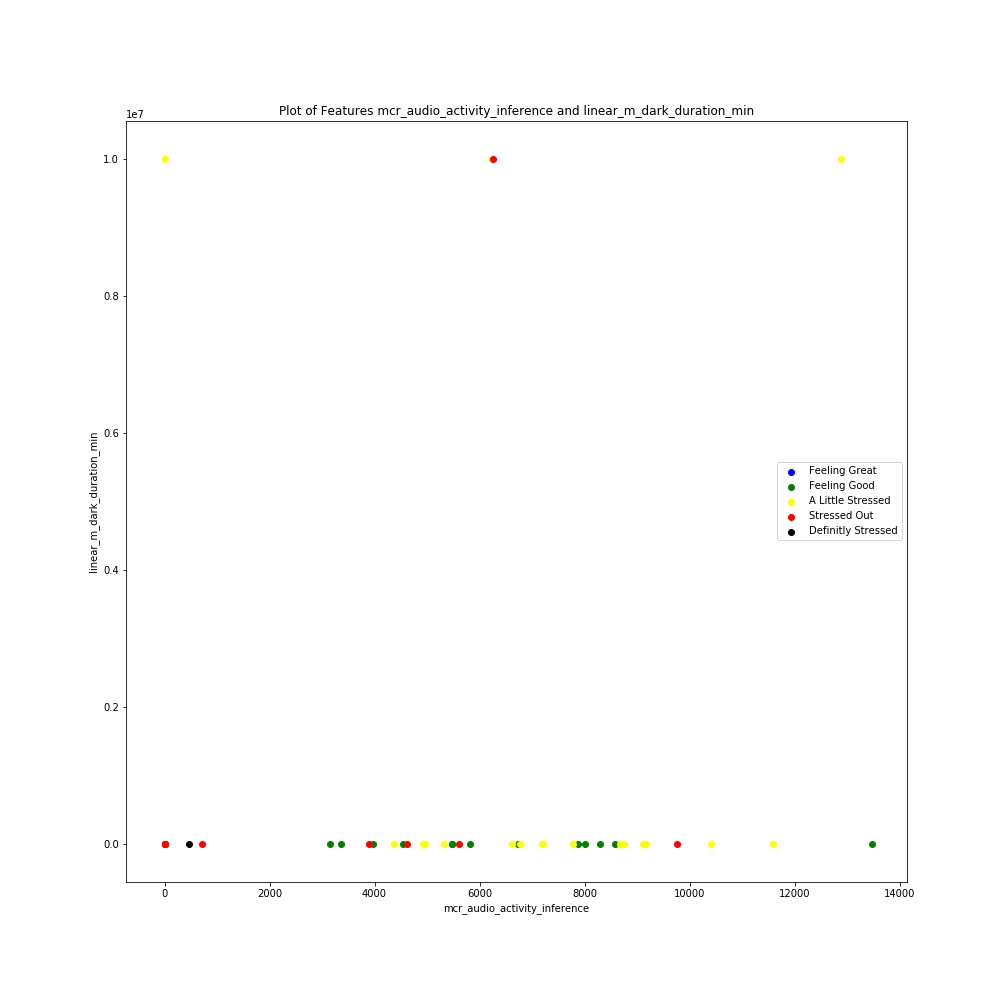 Plot of Features mcr_audio_activity_inference and linear_m_dark_duration_min
1e7
1.0
0.8
0.6
0.4
0.2
0.0
linear_m_dark_duration_min
Feeling Great
Feeling Good
A Little Stressed
Stressed Out
Definitly Stressed
0 2000 4000 6000 8000 10000 12000 14000
mcr_audio_activity_inference